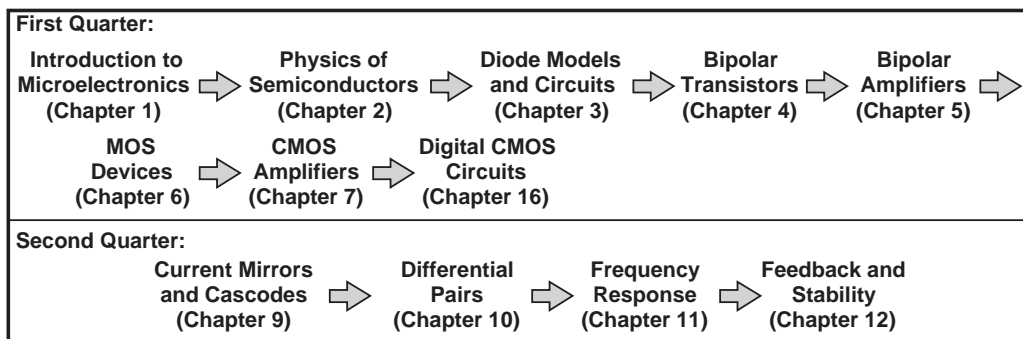 First Quarter:
Introduction to
Microelectronics
(Chapter 1)
Physics of
Semiconductors
(Chapter 2)
Diode Models
and Circuits
(Chapter 3)
Bipolar
Transistors
(Chapter 4)
Bipolar
Amplifiers
(Chapter 5)
MOS
Devices
(Chapter 6)
CMOS
Amplifiers
(Chapter 7)
Digital CMOS
Circuits
(Chapter 16)
Second Quarter:
Current Mirrors
and Cascodes
(Chapter 9)
Differential
Pairs
(Chapter 10)
Frequency
Response
(Chapter 11)
Feedback and
Stability
(Chapter 12)